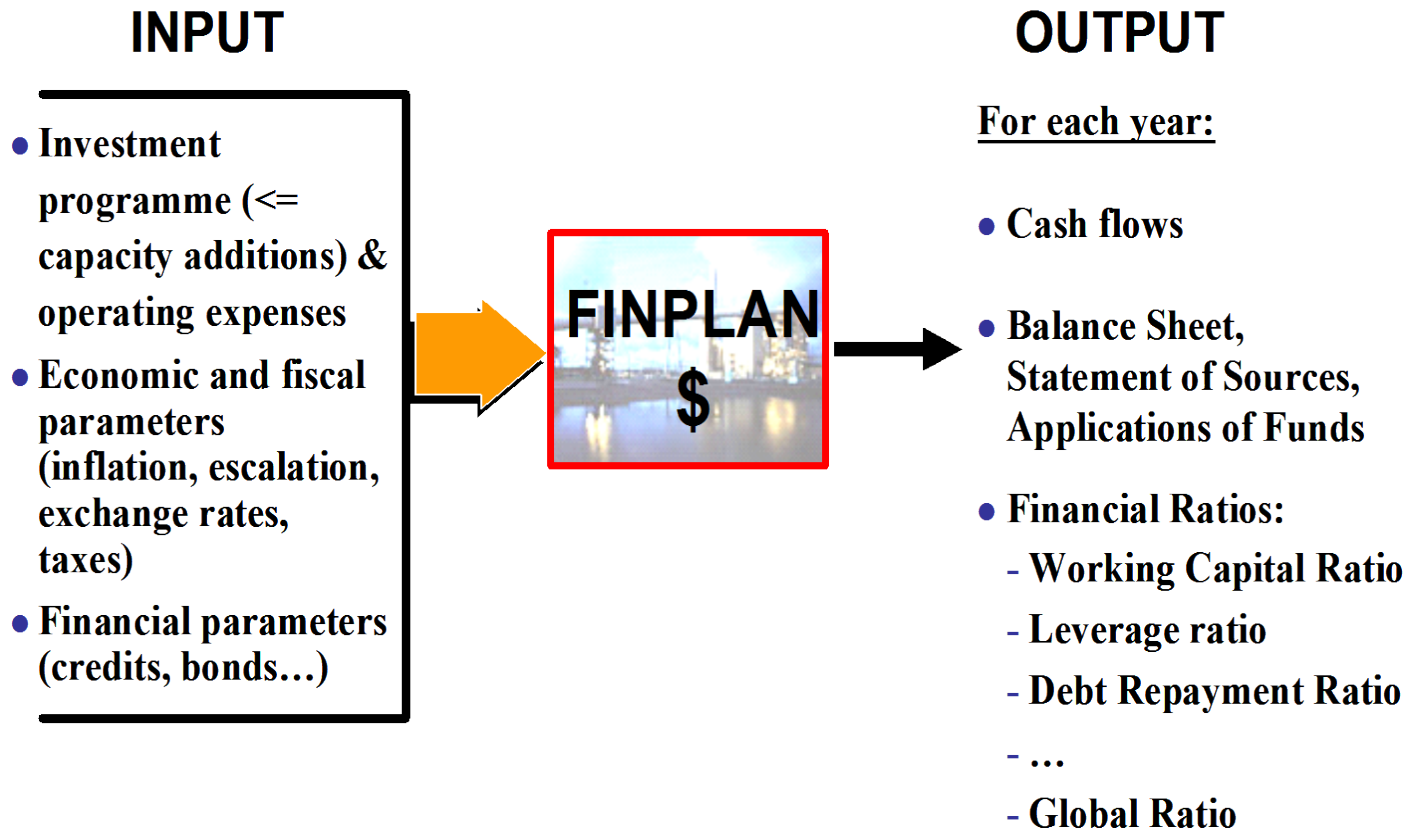 INPUT
● Investment
programme (<=
capacity additions) &
operating expenses
● Economic and fiscal
parameters
(inflation, escalation,
exchange rates,
taxes)
● Financial parameters
(credits, bonds…)
FINPLAN
$
OUTPUT
For each year:
● Cash flows
● Balance Sheet,
Statement of Sources,
Applications of Funds
● Financial Ratios:
- Working Capital Ratio
- Leverage ratio
- Debt Repayment Ratio
- …
- Global Ratio